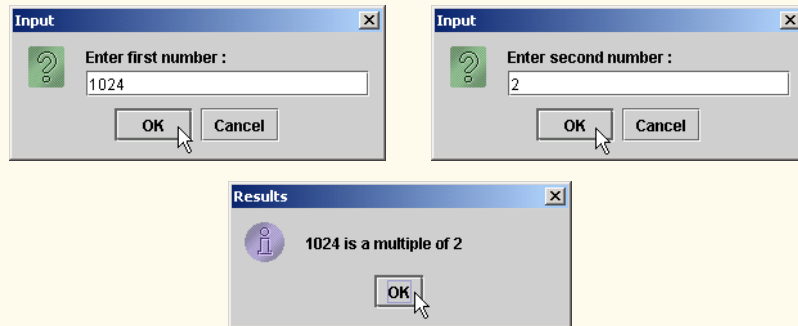 Input
Enter first number :
1024
OK Cancel
Input
Enter second number :
2
OK Cancel
Results
1024 is a multiple of 2
OK